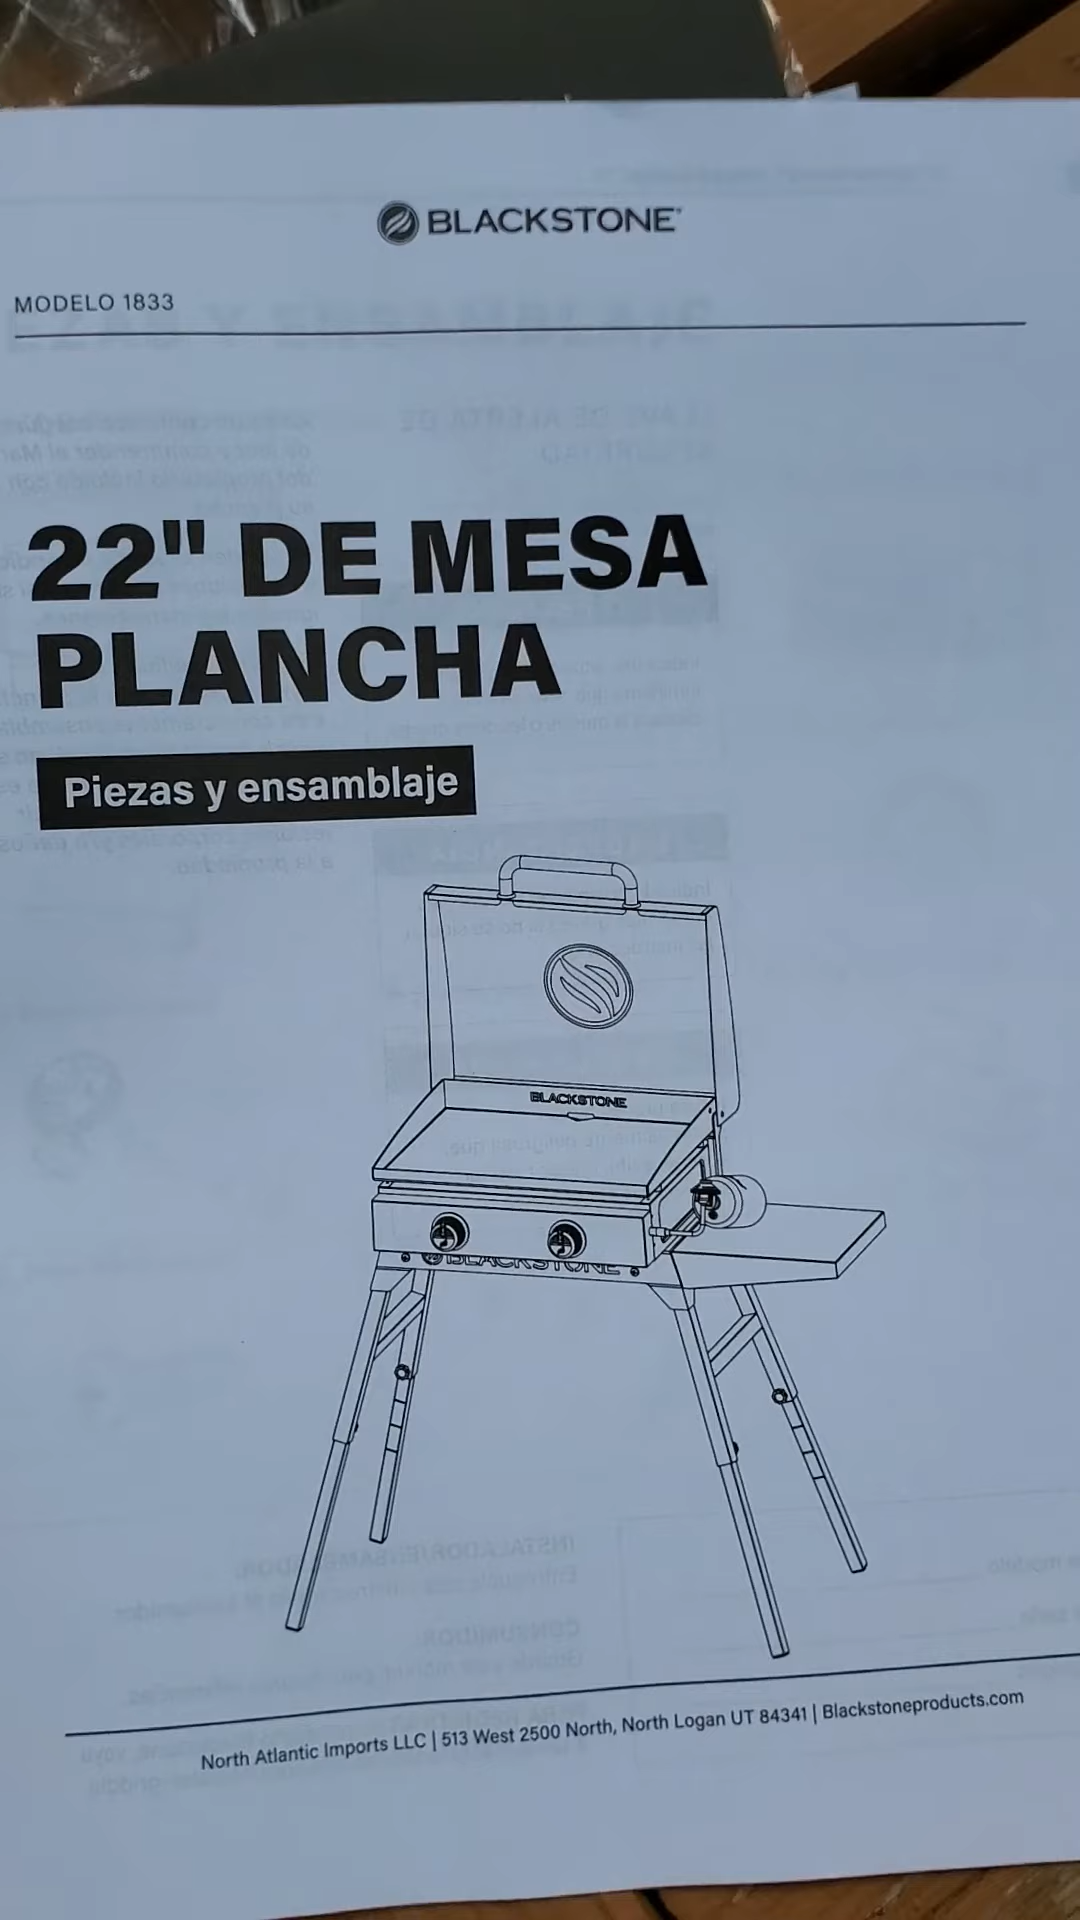 BLACKSTONE
MODELO 1833
22" DE MESA
PLANCHA
Piezas y ensamblaje
BLACKSTONE
BLACKSTONE
North Atlantic Imports LLC | 513 West 2500 North, North Logan UT 84341 | Blackstoneproducts.com